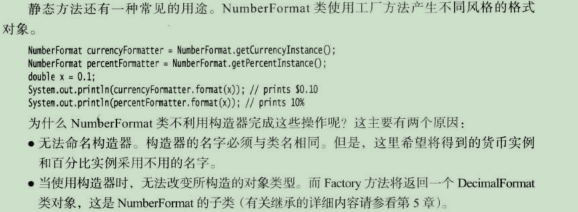 静态方法还有一种常见的用途。NumberFormat 类使用工厂方法产生不同风格的格式
对象。
NumberFormat currencyFormatter = NumberFormat.getCurrencyInstance();
NumberFormat percentFormatter = NumberFormat.getPercentInstance();
double x = 0.1;
System.out.println(currencyFormatter.format(x)); // prints $0.10
System.out.println(percentFormatter.format(x)); // prints 10%
为什么 NumberFormat 类不利用构造器完成这些操作呢？这主要有两个原因：
● 无法命名构造器。构造器的名字必须与类名相同。但是，这里希望将得到的货币实例
和百分比实例采用不用的名字。
● 当使用构造器时，无法改变所构造的对象类型。而 Factory 方法将返回一个 DecimalFormat
类对象，这是 NumberFormat 的子类（有关继承的详细内容请参看第 5 章）。